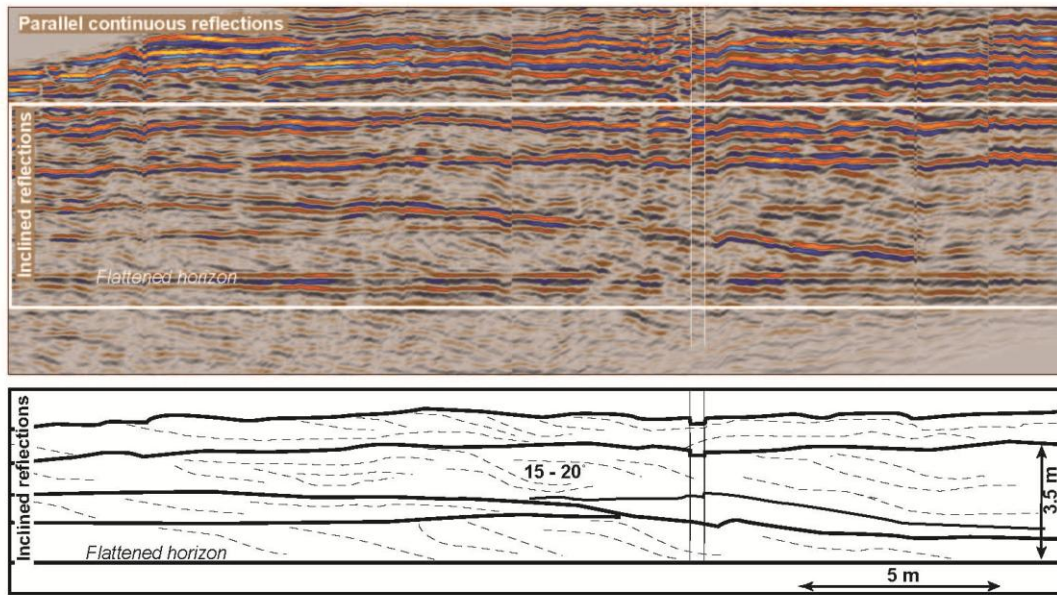 Parallel continuous reflections
Inclined reflections
Flattened horizon
Inclined reflections
15 - 20
3.5 m
Flattened horizon
5 m